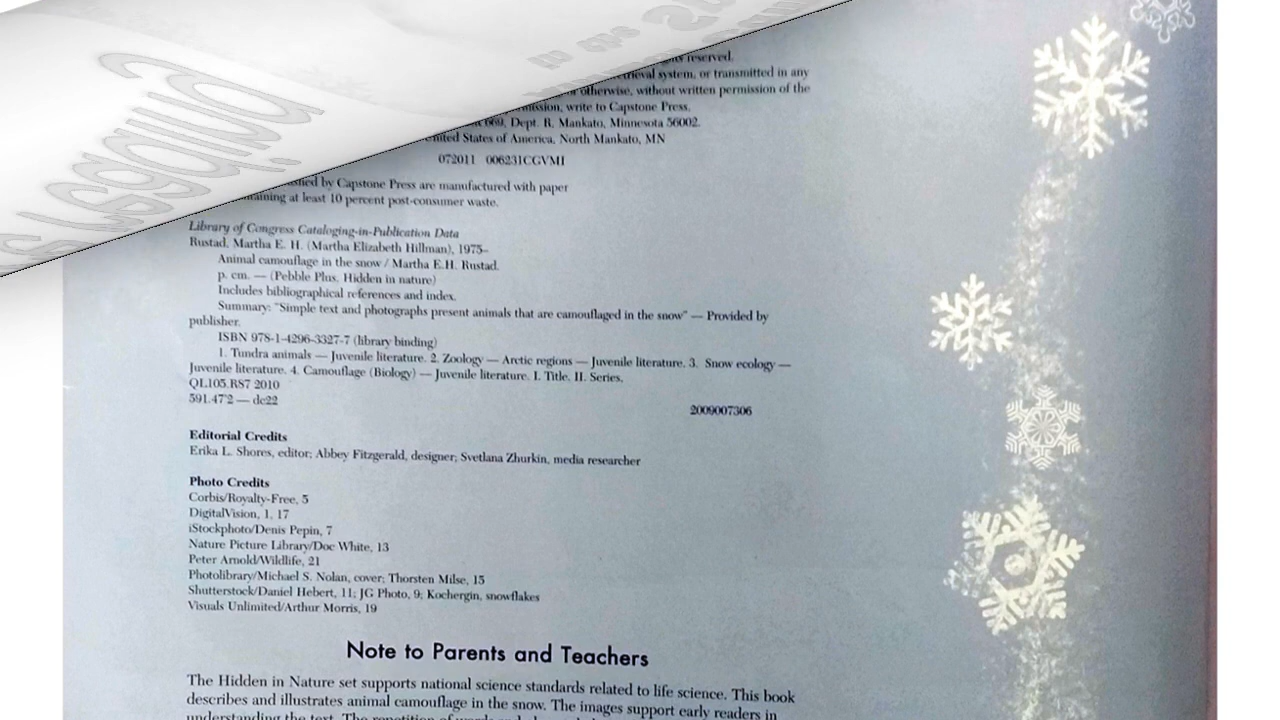 reserved.
retrieval system, or transmitted in any
otherwise, without written permission of the
write to Capstone Press,
669, Dept. R, Mankato, Minnesota 56002.
United States of America, North Mankato, MN
072011 006231CGVMI
by Capstone Press are manufactured with paper
at least 10 percent post-consumer waste.
Library of Congress Cataloging-in-Publication Data
Rustad, Martha E. H. (Martha Elizabeth Hillman), 1975–
Animal camouflage in the snow / Martha E.H. Rustad.
p. cm. — (Pebble Plus. Hidden in nature)
Includes bibliographical references and index.
Summary: "Simple text and photographs present animals that are camouflaged in the snow" — Provided by
publisher.
ISBN 978-1-4296-3327-7 (library binding)
1. Tundra animals — Juvenile literature. 2. Zoology — Arctic regions — Juvenile literature. 3. Snow ecology —
Juvenile literature. 4. Camouflage (Biology) — Juvenile literature. I. Title. II. Series.
QL105.R87 2010
591.47'2 — dc22
2009007306
Editorial Credits
Erika L. Shores, editor; Abbey Fitzgerald, designer; Svetlana Zhurkin, media researcher
Photo Credits
Corbis/Royalty-Free, 5
DigitalVision, 1, 17
iStockphoto/Denis Pepin, 7
Nature Picture Library/Doc White, 13
Peter Arnold/Wildlife, 21
Photolibrary/Michael S. Nolan, cover; Thorsten Milse, 15
Shutterstock/Daniel Hebert, 11; JG Photo, 9; Kochergin, snowflakes
Visuals Unlimited/Arthur Morris, 19
Note to Parents and Teachers
The Hidden in Nature set supports national science standards related to life science. This book
describes and illustrates animal camouflage in the snow. The images support early readers in
understanding the text. The repetition of words